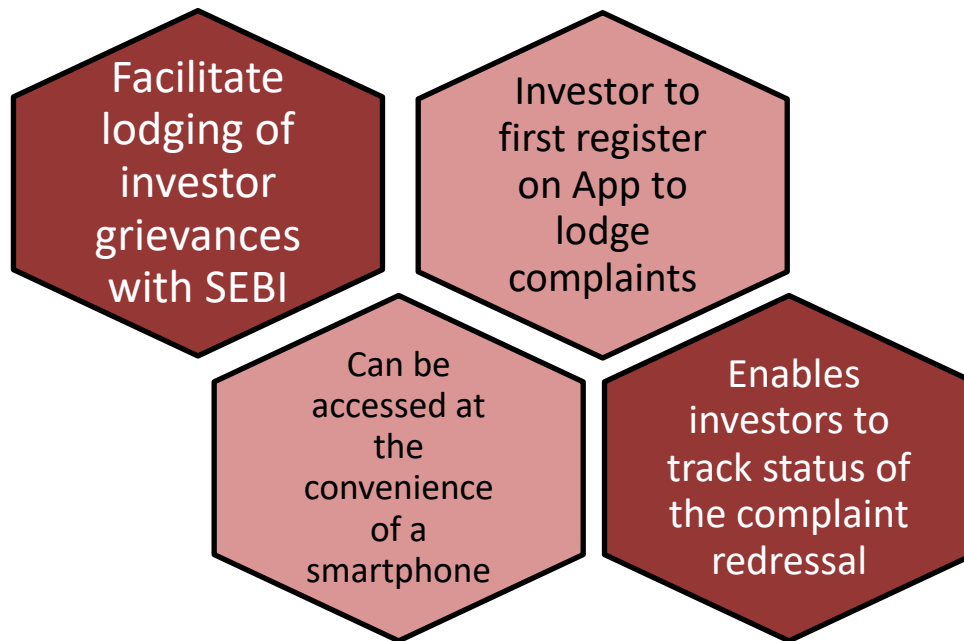 Facilitate
lodging of
investor
grievances
with SEBI
Investor to
first register
on App to
lodge
complaints
Can be
accessed at
the
convenience
of a
smartphone
Enables
investors to
track status of
the complaint
redressal